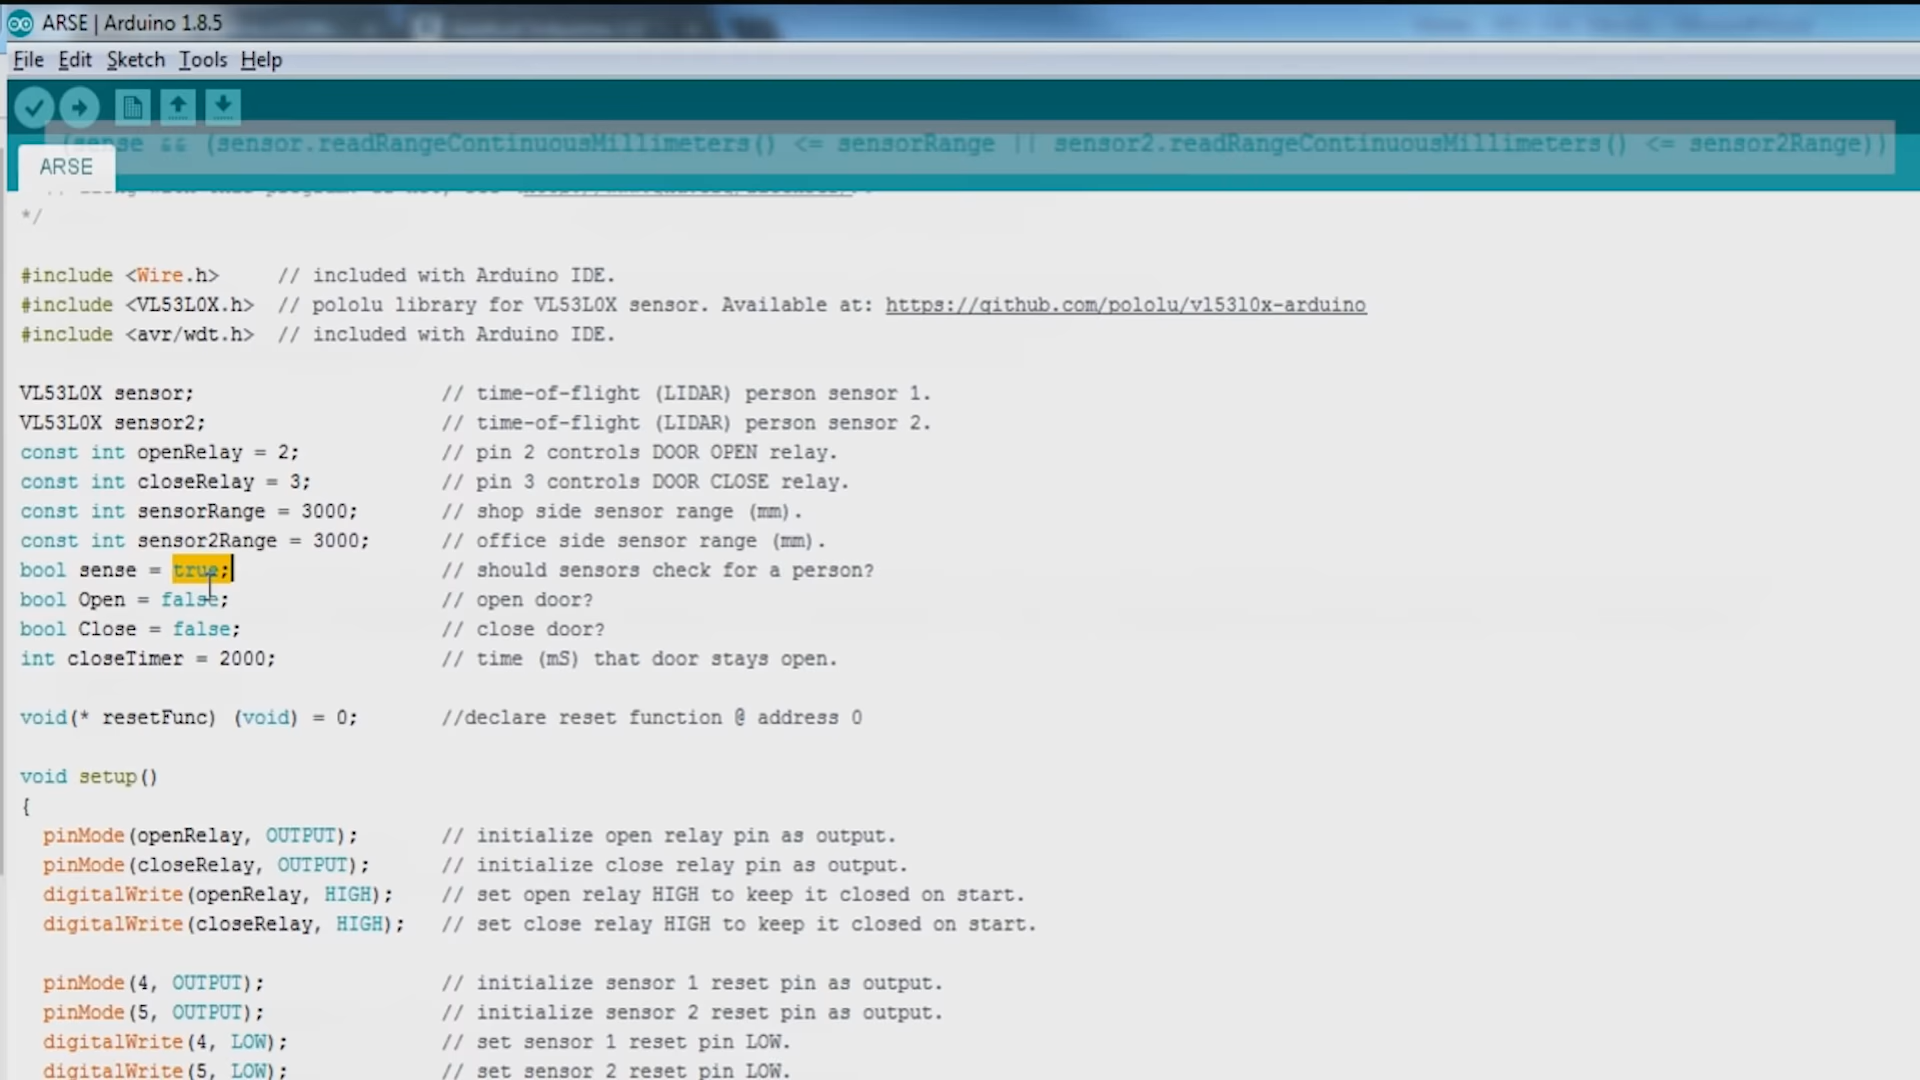 ARSE | Arduino 1.8.5
File Edit Sketch Tools Help
(sense && (sensor.readRangeContinuousMillimeters() <= sensorRange || sensor2.readRangeContinuousMillimeters() <= sensor2Range))
ARSE
*/
#include <Wire.h> // included with Arduino IDE.
#include <VL53L0X.h> // pololu library for VL53L0X sensor. Available at: https://github.com/pololu/vl53l0x-arduino
#include <avr/wdt.h> // included with Arduino IDE.
VL53L0X sensor; // time-of-flight (LIDAR) person sensor 1.
VL53L0X sensor2; // time-of-flight (LIDAR) person sensor 2.
const int openRelay = 2; // pin 2 controls DOOR OPEN relay.
const int closeRelay = 3; // pin 3 controls DOOR CLOSE relay.
const int sensorRange = 3000; // shop side sensor range (mm).
const int sensor2Range = 3000; // office side sensor range (mm).
bool sense = true; // should sensors check for a person?
bool Open = false; // open door?
bool Close = false; // close door?
int closeTimer = 2000; // time (mS) that door stays open.
void(* resetFunc) (void) = 0; //declare reset function @ address 0
void setup()
{
pinMode(openRelay, OUTPUT); // initialize open relay pin as output.
pinMode(closeRelay, OUTPUT); // initialize close relay pin as output.
digitalWrite(openRelay, HIGH); // set open relay HIGH to keep it closed on start.
digitalWrite(closeRelay, HIGH); // set close relay HIGH to keep it closed on start.
pinMode(4, OUTPUT); // initialize sensor 1 reset pin as output.
pinMode(5, OUTPUT); // initialize sensor 2 reset pin as output.
digitalWrite(4, LOW); // set sensor 1 reset pin LOW.
digitalWrite(5, LOW); // set sensor 2 reset pin LOW.